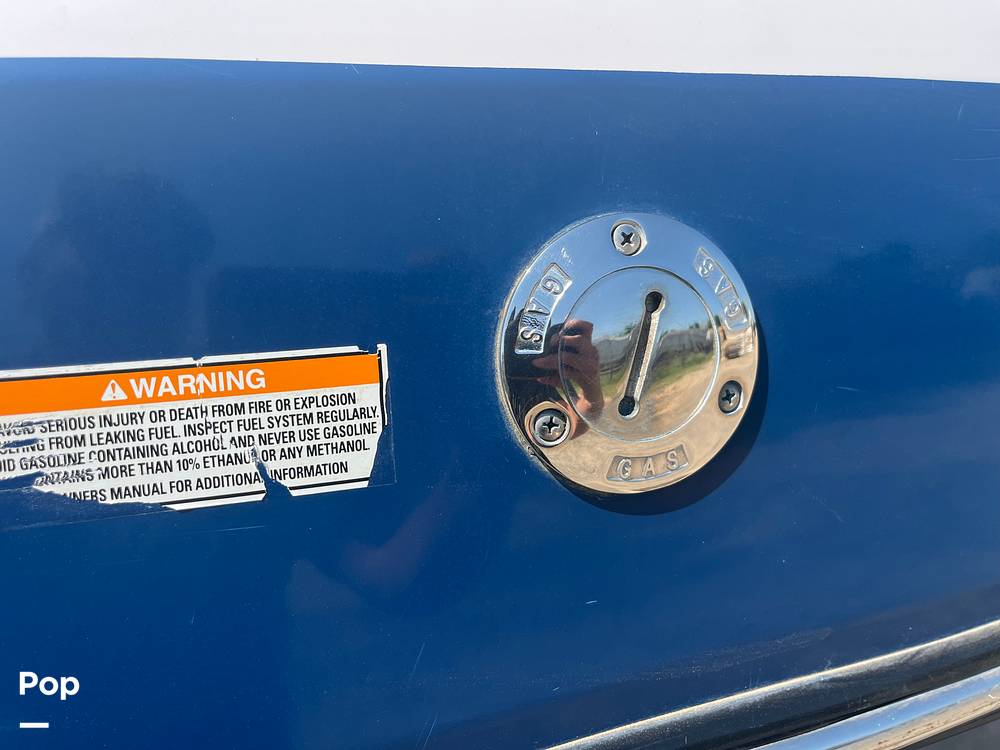 WARNING
AVOID SERIOUS INJURY OR DEATH FROM FIRE OR EXPLOSION
FROM LEAKING FUEL. INSPECT FUEL SYSTEM REGULARLY.
GASOLINE CONTAINING ALCOHOL AND NEVER USE GASOLINE
MORE THAN 10% ETHANOL OR ANY METHANOL
MANUAL FOR ADDITIONAL INFORMATION
GAS
GAS
GAS
Pop